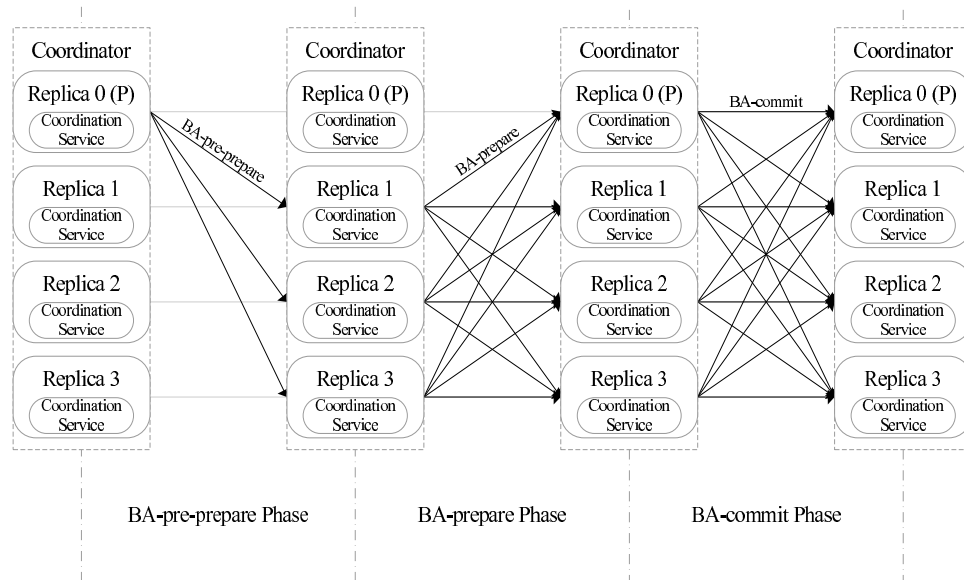 Coordinator
Replica 0 (P)
Coordination
Service
Replica 1
Coordination
Service
Replica 2
Coordination
Service
Replica 3
Coordination
Service
BA-pre-prepare
Coordinator
Replica 0 (P)
Coordination
Service
Replica 1
Coordination
Service
Replica 2
Coordination
Service
Replica 3
Coordination
Service
BA-prepare
Coordinator
Replica 0 (P)
Coordination
Service
Replica 1
Coordination
Service
Replica 2
Coordination
Service
Replica 3
Coordination
Service
BA-commit
Coordinator
Replica 0 (P)
Coordination
Service
Replica 1
Coordination
Service
Replica 2
Coordination
Service
Replica 3
Coordination
Service
BA-pre-prepare Phase
BA-prepare Phase
BA-commit Phase